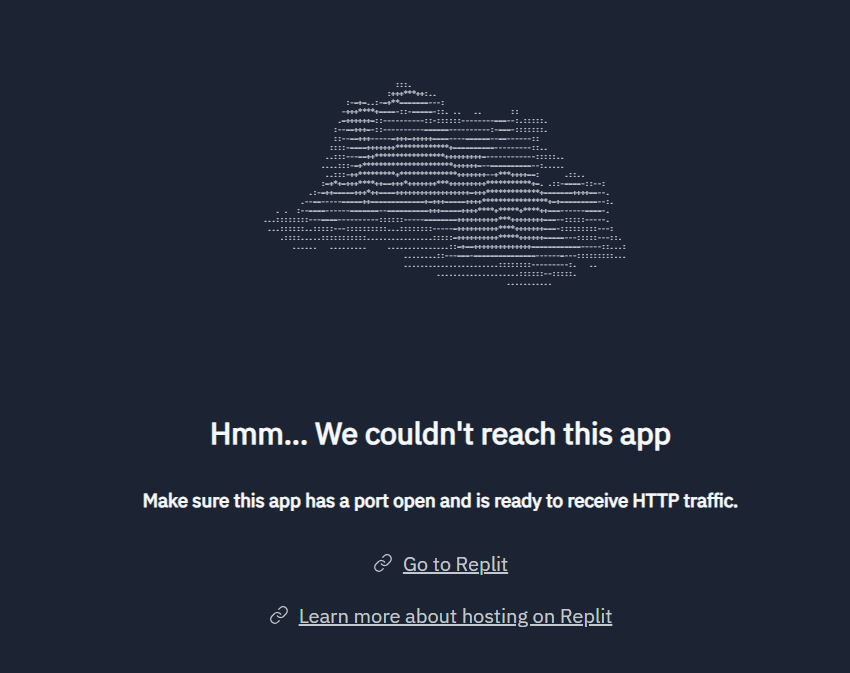 Hmm... We couldn't reach this app
Make sure this app has a port open and is ready to receive HTTP traffic.
Go to Replit
Learn more about hosting on Replit